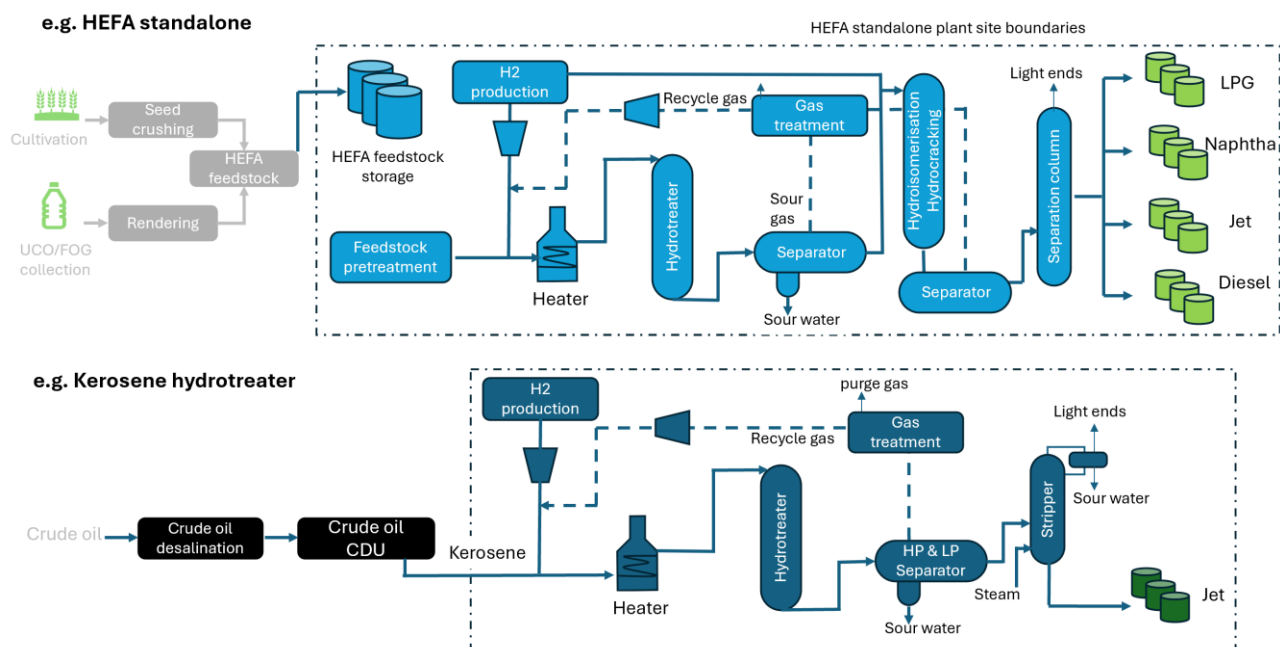 e.g. HEFA standalone
HEFA standalone plant site boundaries
Cultivation
Seed
crushing
HEFA
feedstock
UCO/FOG
collection
Rendering
HEFA feedstock
storage
H2
production
Recycle gas
Gas
treatment
Feedstock
pretreatment
Heater
Hydrotreater
Sour
gas
Separator
Sour water
Hydroisomerisation
Hydrocracking
Separator
Light ends
Separation column
LPG
Naphtha
Jet
Diesel
e.g. Kerosene hydrotreater
Crude oil
Crude oil
desalination
Crude oil
CDU
Kerosene
H2
production
Recycle gas
purge gas
Gas
treatment
Heater
Hydrotreater
HP & LP
Separator
Sour water
Steam
Stripper
Light ends
Sour water
Jet